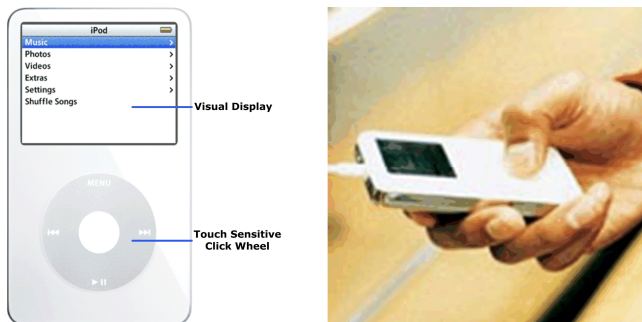 iPod
Music
Photos
Videos
Extras
Settings
Shuffle Songs
Visual Display
MENU
Touch Sensitive
Click Wheel